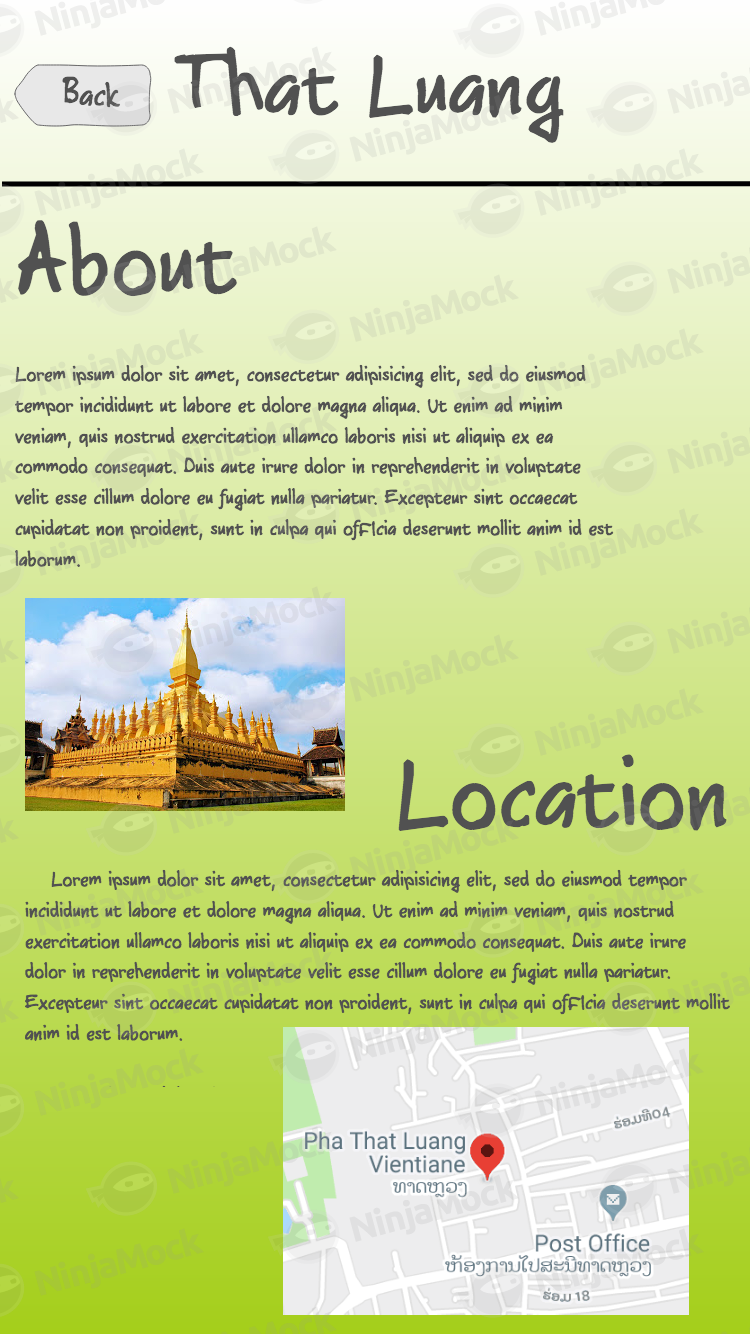 Back
That Luang
About
Lorem ipsum dolor sit amet, consectetur adipisicing elit, sed do eiusmod
tempor incididunt ut labore et dolore magna aliqua. Ut enim ad minim
veniam, quis nostrud exercitation ullamco laboris nisi ut aliquip ex ea
commodo consequat. Duis aute irure dolor in reprehenderit in voluptate
velit esse cillum dolore eu fugiat nulla pariatur. Excepteur sint occaecat
cupidatat non proident, sunt in culpa qui officia deserunt mollit anim id est
laborum.
Location
Lorem ipsum dolor sit amet, consectetur adipisicing elit, sed do eiusmod tempor
incididunt ut labore et dolore magna aliqua. Ut enim ad minim veniam, quis nostrud
exercitation ullamco laboris nisi ut aliquip ex ea commodo consequat. Duis aute irure
dolor in reprehenderit in voluptate velit esse cillum dolore eu fugiat nulla pariatur.
Excepteur sint occaecat cupidatat non proident, sunt in culpa qui officia deserunt mollit
anim id est laborum.
ຮ່ອມທີ04
Pha That Luang
Vientiane
ທາດຫຼວງ
Post Office
ຫ້ອງການໄປສະນີທາດຫຼວງ
ຮ່ອມ 18
NinjaMock